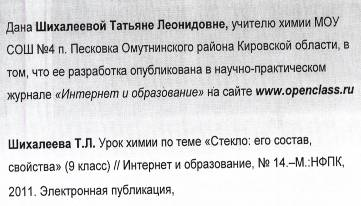 Дана Шихалеевой Татьяне Леонидовне, учителю химии МОУ
СОШ №4 п. Песковка Омутнинского района Кировской области, в
том, что ее разработка опубликована в научно-практическом
журнале «Интернет и образование» на сайте www.openclass.ru
Шихалеева Т.Л. Урок химии по теме «Стекло: его состав,
свойства» (9 класс) // Интернет и образование, № 14.–М.:НФПК,
2011. Электронная публикация,